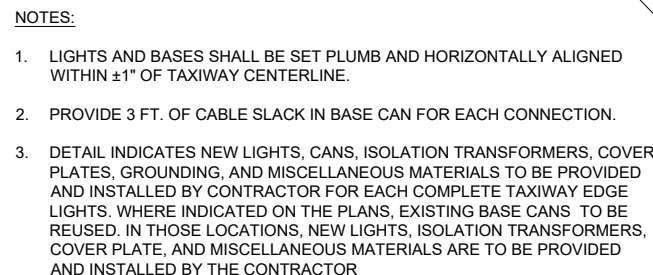 NOTES:
1. LIGHTS AND BASES SHALL BE SET PLUMB AND HORIZONTALLY ALIGNED
WITHIN ±1" OF TAXIWAY CENTERLINE.
2. PROVIDE 3 FT. OF CABLE SLACK IN BASE CAN FOR EACH CONNECTION.
3. DETAIL INDICATES NEW LIGHTS, CANS, ISOLATION TRANSFORMERS, COVER
PLATES, GROUNDING, AND MISCELLANEOUS MATERIALS TO BE PROVIDED
AND INSTALLED BY CONTRACTOR FOR EACH COMPLETE TAXIWAY EDGE
LIGHTS. WHERE INDICATED ON THE PLANS, EXISTING BASE CANS TO BE
REUSED. IN THOSE LOCATIONS, NEW LIGHTS, ISOLATION TRANSFORMERS,
COVER PLATE, AND MISCELLANEOUS MATERIALS ARE TO BE PROVIDED
AND INSTALLED BY THE CONTRACTOR